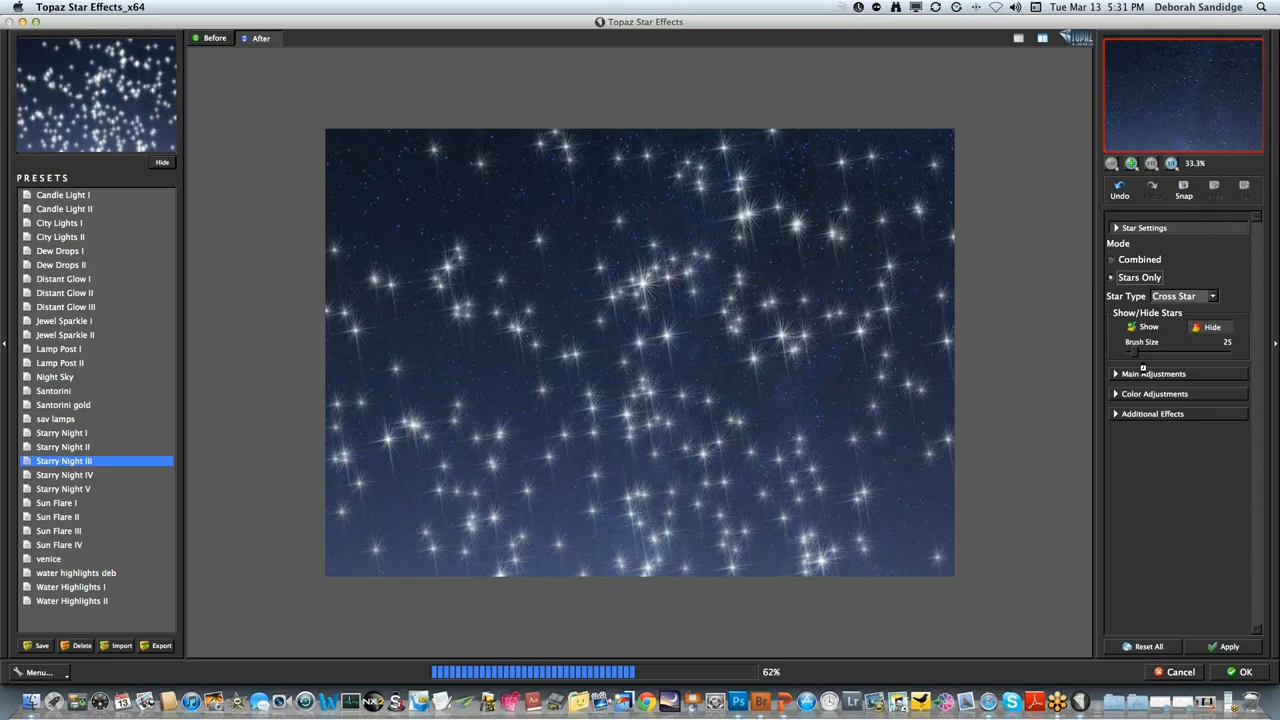 Topaz Star Effects_x64
Tue Mar 13 5:31 PM Deborah Sandidge
Topaz Star Effects
Before
After
TOPAZ
Hide
PRESETS
Candle Light I
Candle Light II
City Lights I
City Lights II
Dew Drops I
Dew Drops II
Distant Glow I
Distant Glow II
Distant Glow III
Jewel Sparkle I
Jewel Sparkle II
Lamp Post I
Lamp Post II
Night Sky
Santorini
Santorini gold
sav lamps
Starry Night I
Starry Night II
Starry Night III
Starry Night IV
Starry Night V
Sun Flare I
Sun Flare II
Sun Flare III
Sun Flare IV
venice
water highlights deb
Water Highlights I
Water Highlights II
Save
Delete
Import
Export
Menu...
62%
33.3%
Undo
Snap
Star Settings
Mode
Combined
Stars Only
Star Type Cross Star
Show/Hide Stars
Show
Hide
Brush Size 25
Main Adjustments
Color Adjustments
Additional Effects
Reset All
Apply
Cancel
OK